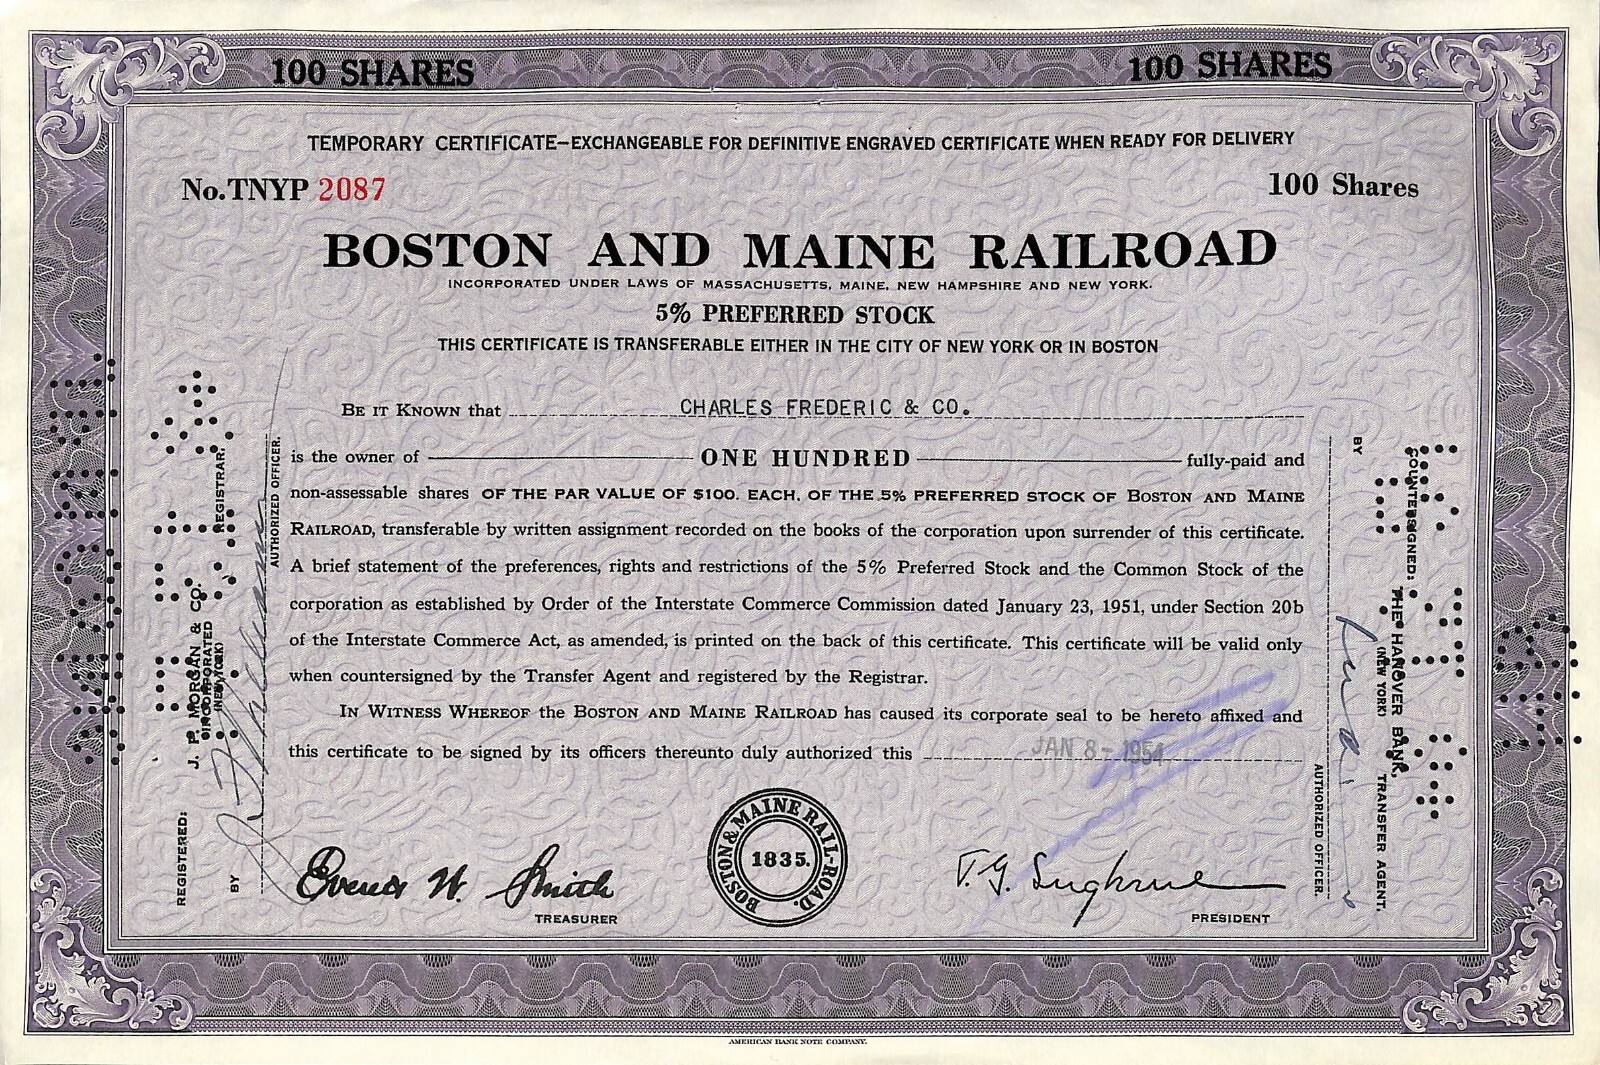 100 SHARES 100 SHARES
TEMPORARY CERTIFICATE—EXCHANGEABLE FOR DEFINITIVE ENGRAVED CERTIFICATE WHEN READY FOR DELIVERY
No. TNYP 2087 100 Shares
BOSTON AND MAINE RAILROAD
INCORPORATED UNDER LAWS OF MASSACHUSETTS, MAINE, NEW HAMPSHIRE AND NEW YORK.
5% PREFERRED STOCK
THIS CERTIFICATE IS TRANSFERABLE EITHER IN THE CITY OF NEW YORK OR IN BOSTON
BE IT KNOWN that CHARLES FREDERIC & CO.
is the owner of ONE HUNDRED fully-paid and
non-assessable shares OF THE PAR VALUE OF $100. EACH, OF THE 5% PREFERRED STOCK OF BOSTON AND MAINE
RAILROAD, transferable by written assignment recorded on the books of the corporation upon surrender of this certificate.
A brief statement of the preferences, rights and restrictions of the 5% Preferred Stock and the Common Stock of the
corporation as established by Order of the Interstate Commerce Commission dated January 23, 1951, under Section 20b
of the Interstate Commerce Act, as amended, is printed on the back of this certificate. This certificate will be valid only
when countersigned by the Transfer Agent and registered by the Registrar.
IN WITNESS WHEREOF the BOSTON AND MAINE RAILROAD has caused its corporate seal to be hereto affixed and
this certificate to be signed by its officers thereunto duly authorized this JAN 8-1954
BOSTON & MAINE RAIL-ROAD.
1835.
Everett W. Smith
TREASURER
T. G. Sughrue
PRESIDENT
REGISTERED:
J. P. MORGAN & CO.
INCORPORATED
(NEW YORK)
REGISTRAR.
BY
AUTHORIZED OFFICER.
COUNTERSIGNED:
THE HANOVER BANK,
(NEW YORK)
TRANSFER AGENT,
BY
AUTHORIZED OFFICER.
AMERICAN BANK NOTE COMPANY.